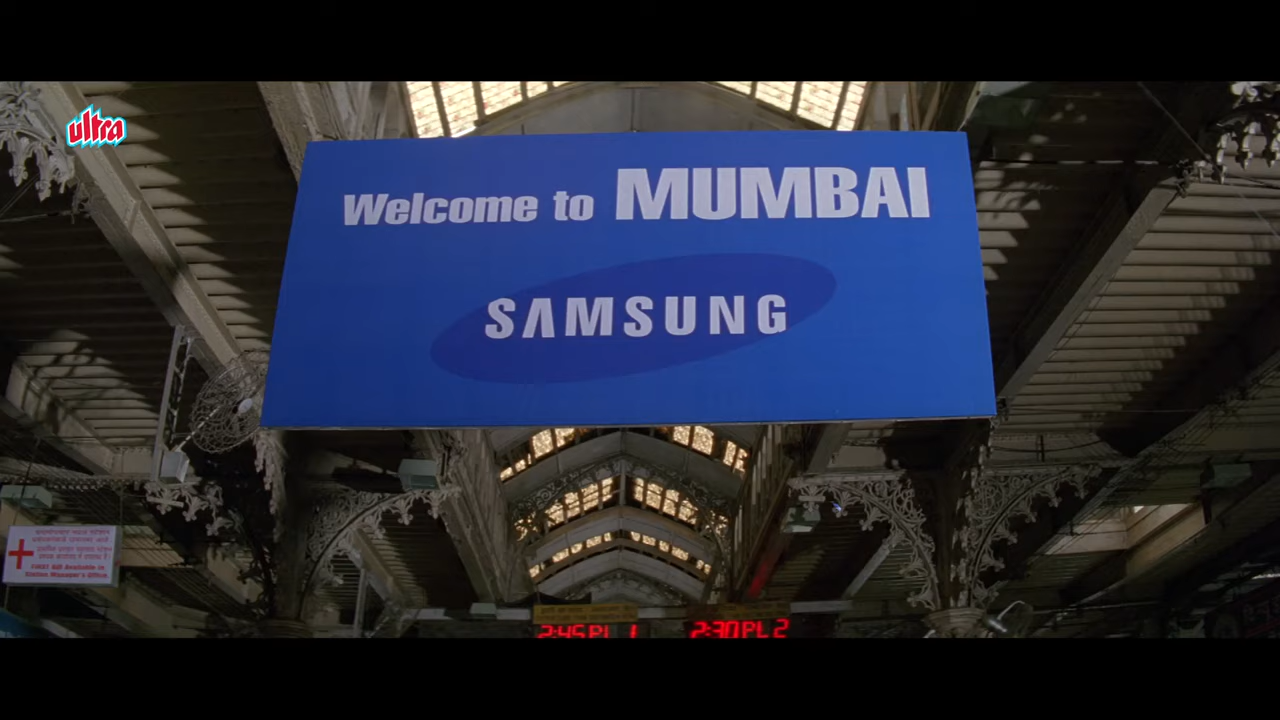 ultra
Welcome to MUMBAI
SAMSUNG
FIRST AID Available in
Station Manager's Office.
2:45 PL 1
2:30 PL 2